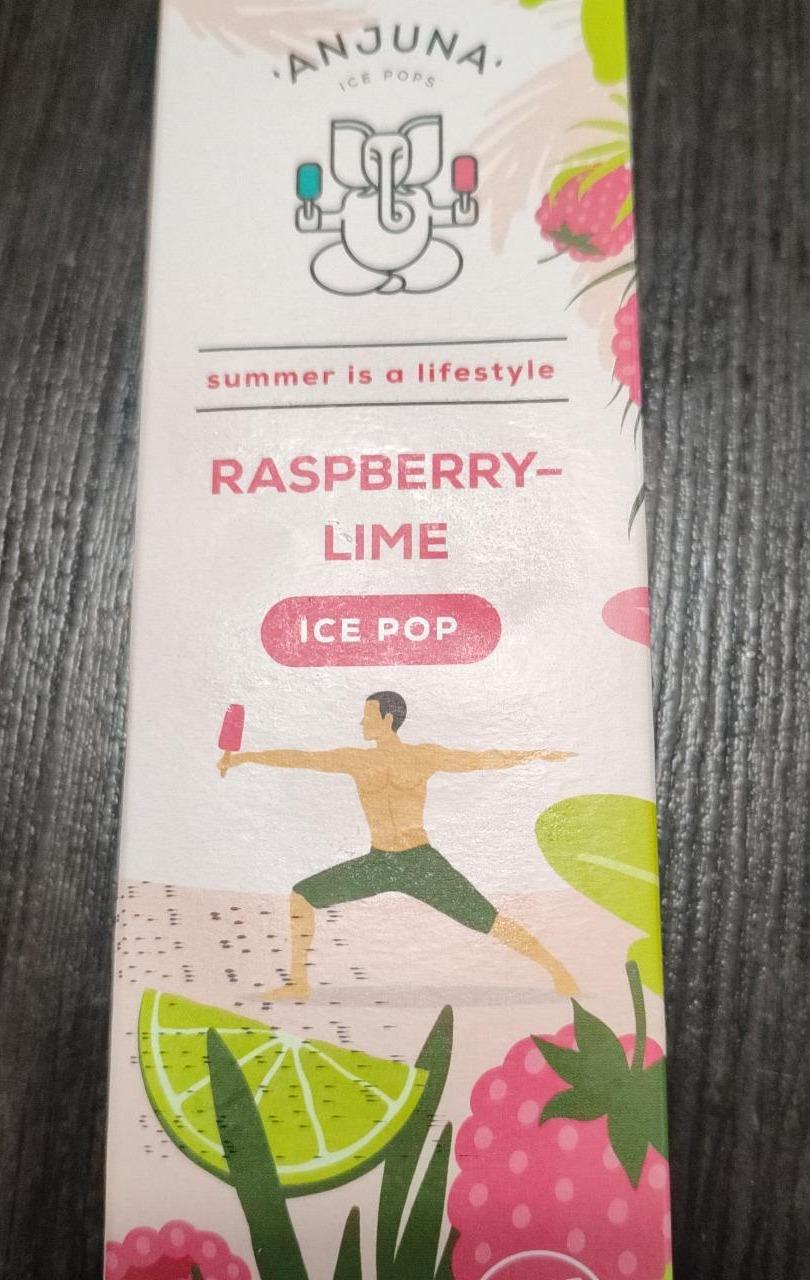 ANJUNA
ICE POPS
summer is a lifestyle
RASPBERRY–
LIME
ICE POP